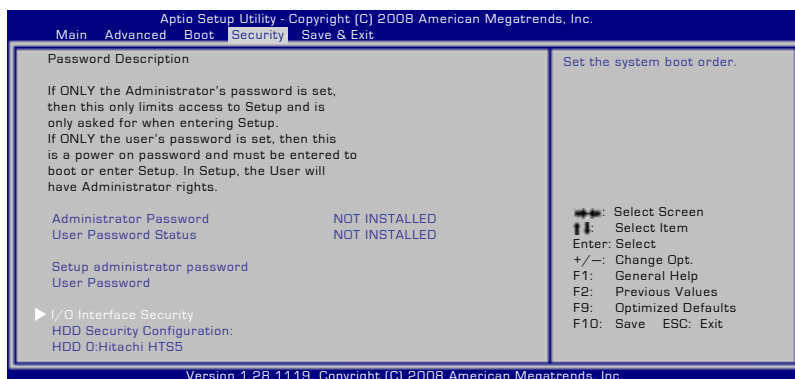 Aptio Setup Utility - Copyright (C) 2008 American Megatrends, Inc.
Main Advanced Boot Security Save & Exit
Password Description
If ONLY the Administrator's password is set,
then this only limits access to Setup and is
only asked for when entering Setup.
If ONLY the user's password is set, then this
is a power on password and must be entered to
boot or enter Setup. In Setup, the User will
have Administrator rights.
Administrator Password NOT INSTALLED
User Password Status NOT INSTALLED
Setup administrator password
User Password
I/O Interface Security
HDD Security Configuration:
HDD 0:Hitachi HTS5
Set the system boot order.
: Select Screen
: Select Item
Enter: Select
+/—: Change Opt.
F1: General Help
F2: Previous Values
F9: Optimized Defaults
F10: Save ESC: Exit
Version 1.28.1119. Copyright (C) 2008 American Megatrends, Inc.